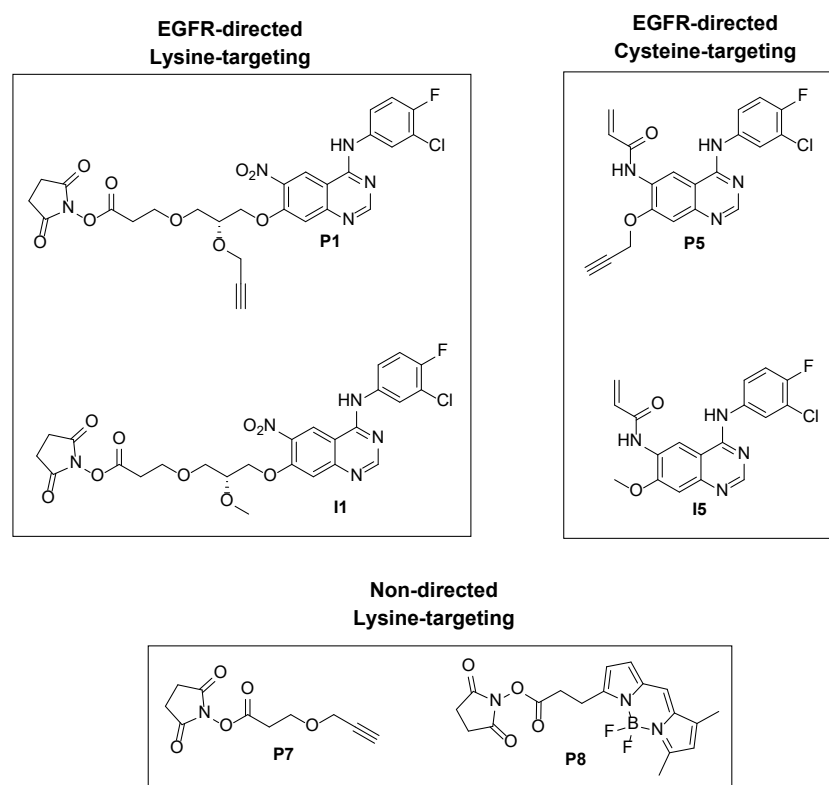 EGFR-directed
Lysine-targeting
EGFR-directed
Cysteine-targeting
F
Cl
HN
O₂N
N
N
O
O
O
N
O
O
O
O
P1
F
Cl
HN
O
HN
N
N
O
P5
F
Cl
HN
O₂N
N
N
O
O
O
N
O
O
O
O
I1
F
Cl
HN
O
HN
N
N
O
I5
Non-directed
Lysine-targeting
O
O
N
O
O
O
P7
O
O
N
O
O
N
B
N
F
F
P8